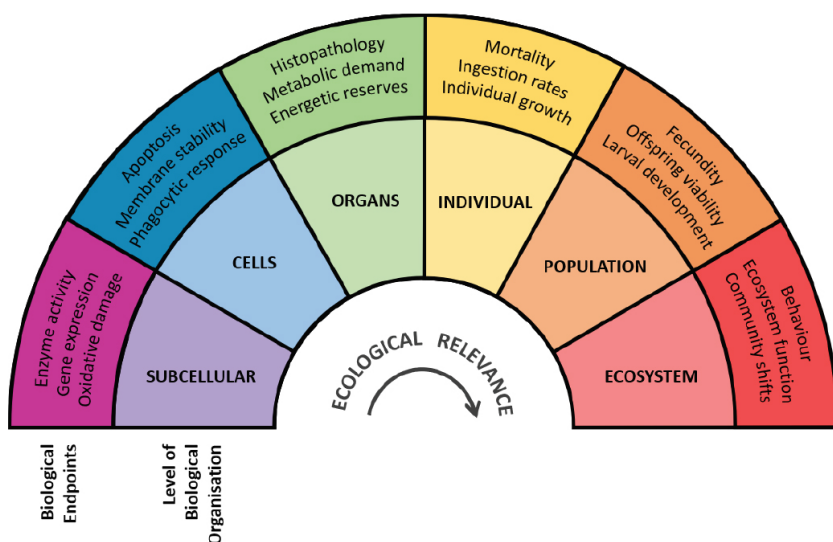 Enzyme activity
Gene expression
Oxidative damage
SUBCELLULAR
Apoptosis
Membrane stability
Phagocytic response
CELLS
Histopathology
Metabolic demand
Energetic reserves
ORGANS
Mortality
Ingestion rates
Individual growth
INDIVIDUAL
Fecundity
Offspring viability
Larval development
POPULATION
Behaviour
Ecosystem function
Community shifts
ECOSYSTEM
ECOLOGICAL RELEVANCE
Biological
Endpoints
Level of
Biological
Organisation